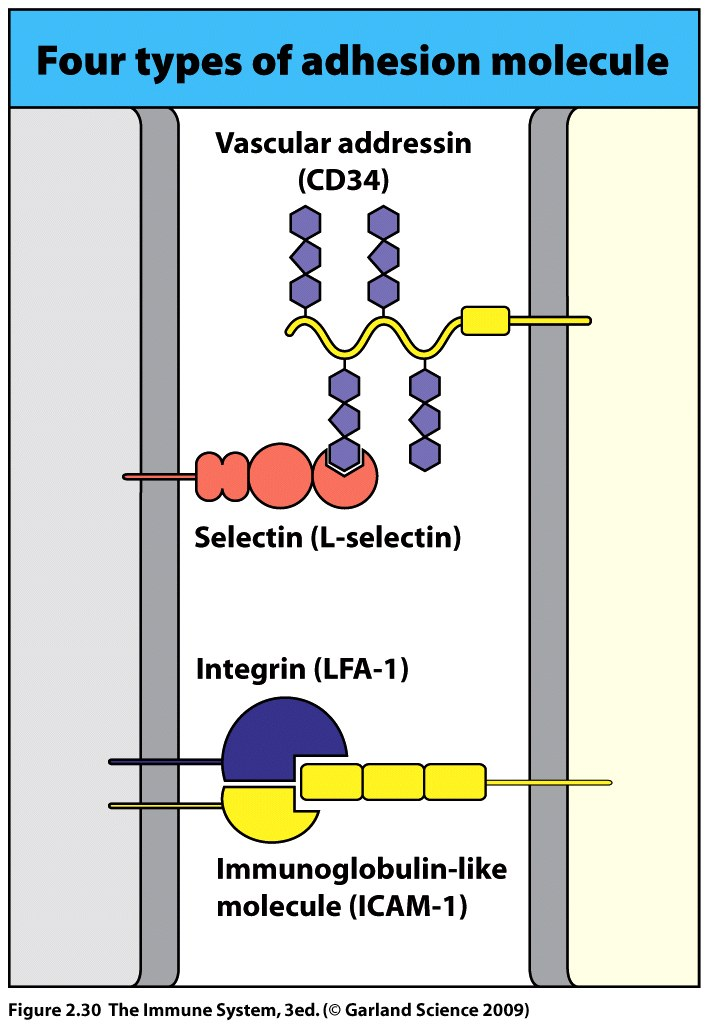 Four types of adhesion molecule
Vascular addressin
(CD34)
Selectin (L-selectin)
Integrin (LFA-1)
Immunoglobulin-like
molecule (ICAM-1)
Figure 2.30 The Immune System, 3ed. (© Garland Science 2009)